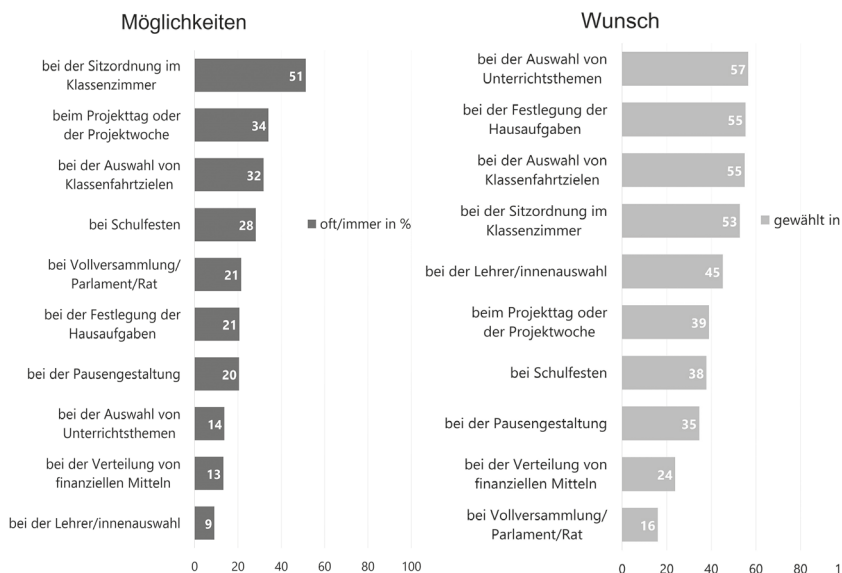 Möglichkeiten
bei der Sitzordnung im
Klassenzimmer
51
beim Projekttag oder
der Projektwoche
34
bei der Auswahl von
Klassenfahrtzielen
32
bei Schulfesten
28
bei Vollversammlung/
Parlament/Rat
21
bei der Festlegung der
Hausaufgaben
21
bei der Pausengestaltung
20
bei der Auswahl von
Unterrichtsthemen
14
bei der Verteilung von
finanziellen Mitteln
13
bei der Lehrer/innenauswahl
9
0 20 40 60 80 100
oft/immer in %
Wunsch
bei der Auswahl von
Unterrichtsthemen
57
bei der Festlegung der
Hausaufgaben
55
bei der Auswahl von
Klassenfahrtzielen
55
bei der Sitzordnung im
Klassenzimmer
53
bei der Lehrer/innenauswahl
45
beim Projekttag oder
der Projektwoche
39
bei Schulfesten
38
bei der Pausengestaltung
35
bei der Verteilung von
finanziellen Mitteln
24
bei Vollversammlung/
Parlament/Rat
16
0 20 40 60 80
gewählt in